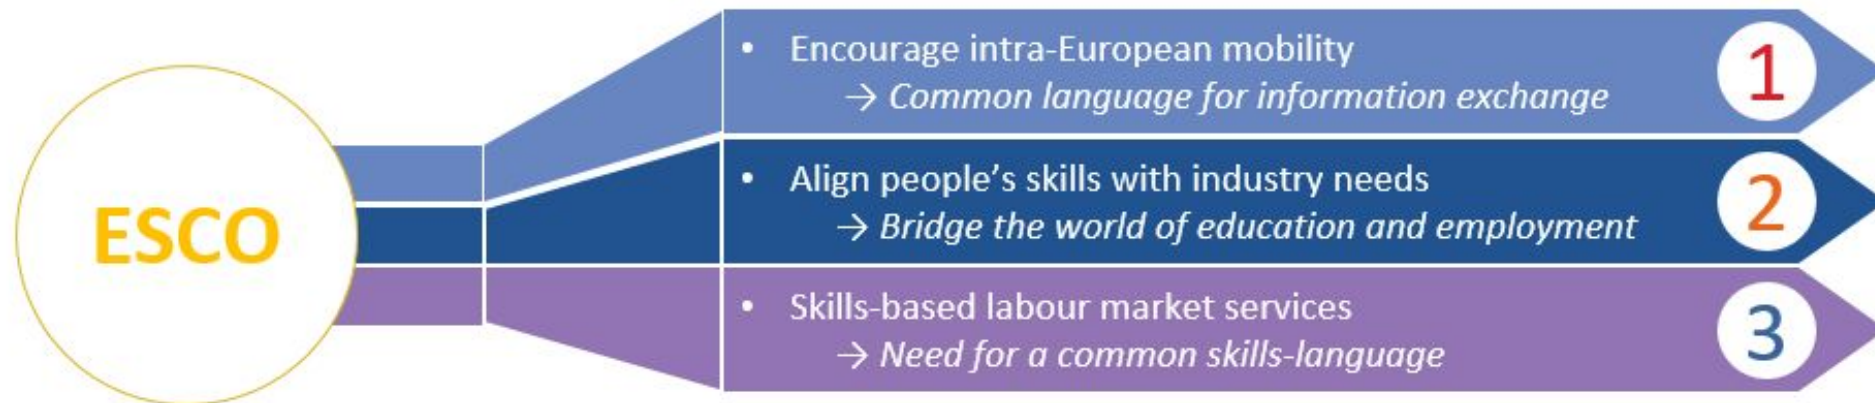 ESCO
• Encourage intra-European mobility
→ Common language for information exchange
1
• Align people’s skills with industry needs
→ Bridge the world of education and employment
2
• Skills-based labour market services
→ Need for a common skills-language
3